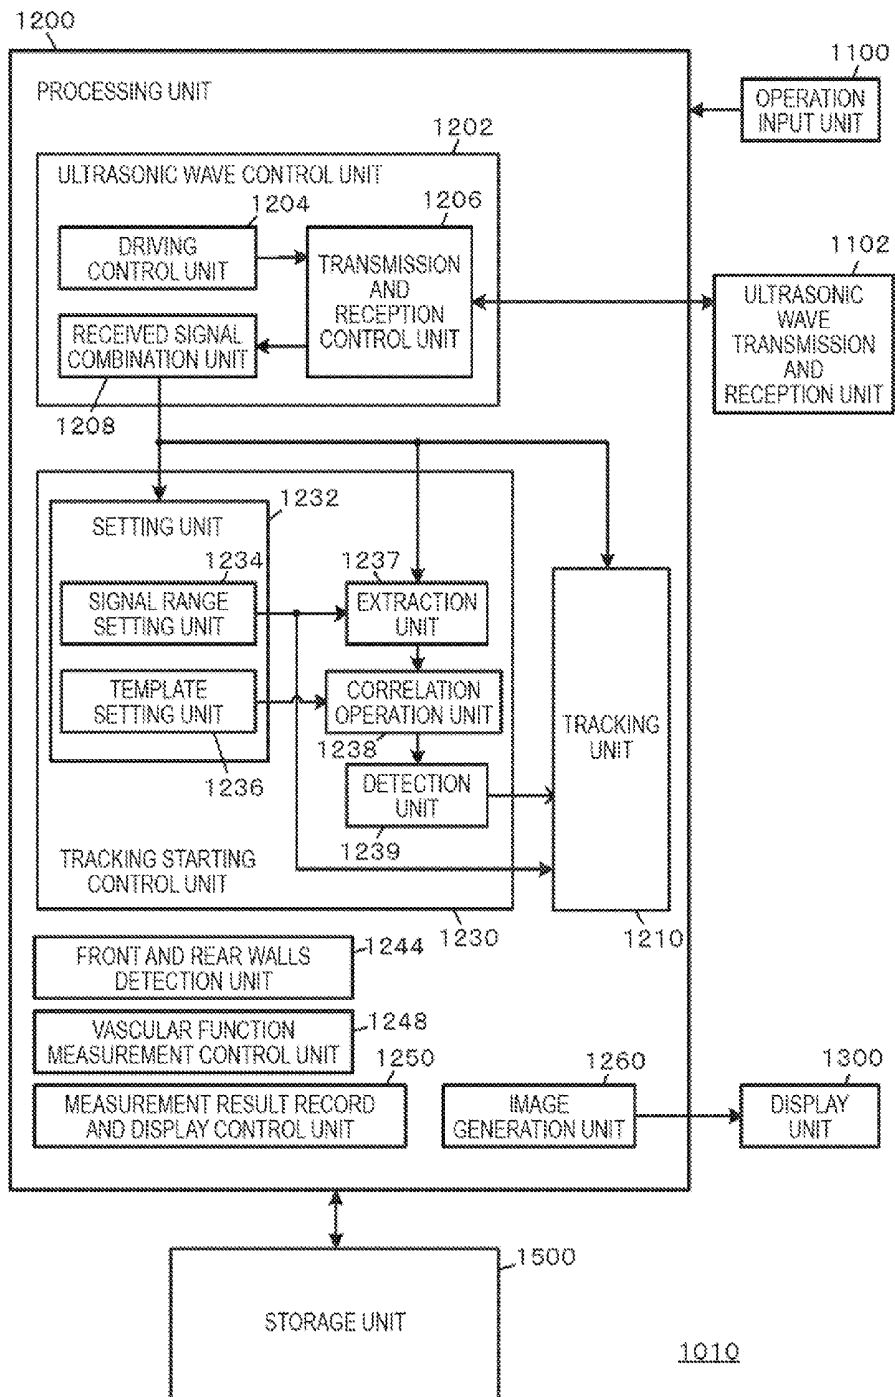 1200
PROCESSING UNIT
1100
OPERATION
INPUT UNIT
1202
ULTRASONIC WAVE CONTROL UNIT
1204
DRIVING
CONTROL UNIT
1206
TRANSMISSION
AND
RECEPTION
CONTROL UNIT
RECEIVED SIGNAL
COMBINATION UNIT
1208
1102
ULTRASONIC
WAVE
TRANSMISSION
AND
RECEPTION UNIT
1232
SETTING UNIT
1234
SIGNAL RANGE
SETTING UNIT
TEMPLATE
SETTING UNIT
1236
1237
EXTRACTION
UNIT
CORRELATION
OPERATION UNIT
1238
DETECTION
UNIT
1239
TRACKING STARTING
CONTROL UNIT
1230
TRACKING
UNIT
1210
FRONT AND REAR WALLS
DETECTION UNIT
1244
VASCULAR FUNCTION
MEASUREMENT CONTROL UNIT
1248
1250
MEASUREMENT RESULT RECORD
AND DISPLAY CONTROL UNIT
1260
IMAGE
GENERATION UNIT
1300
DISPLAY
UNIT
1500
STORAGE UNIT
1010